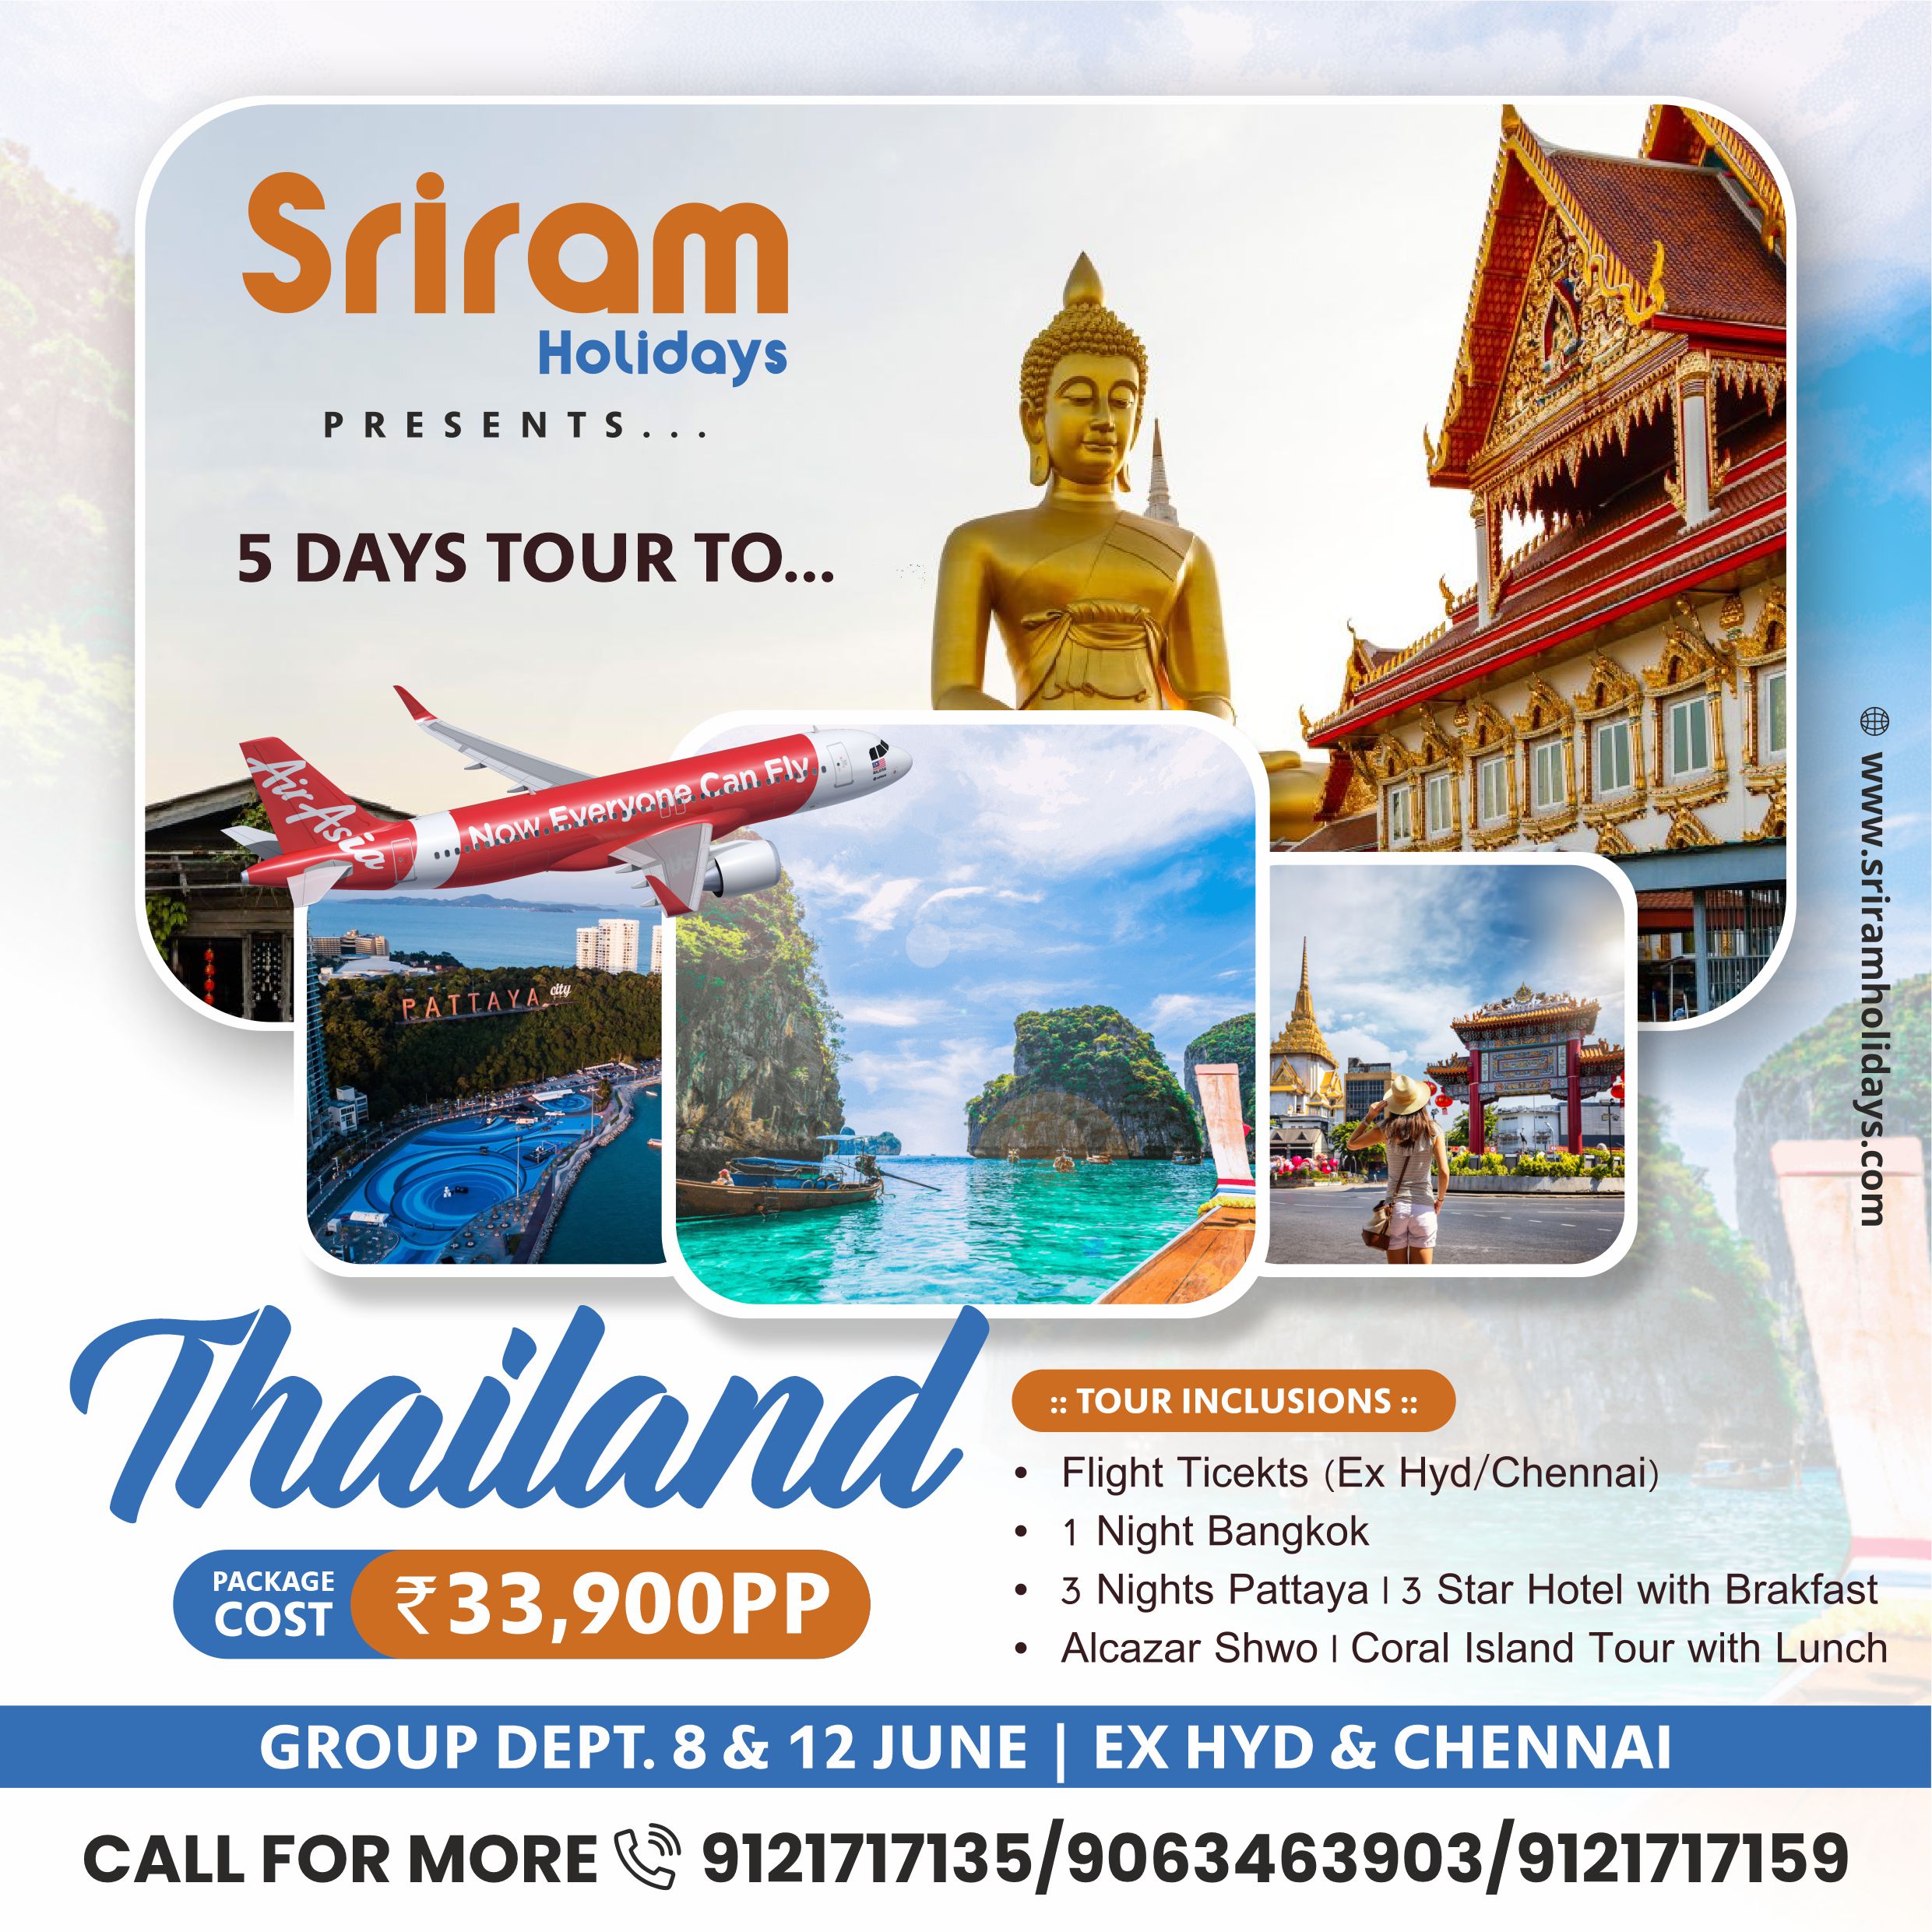 Sriram
Holidays
PRESENTS...
5 DAYS TOUR TO...
AirAsia
Now Everyone Can Fly
PATTAYA city
www.sriramholidays.com
Thailand
PACKAGE
COST
₹33,900PP
:: TOUR INCLUSIONS ::
• Flight Ticekts (Ex Hyd/Chennai)
• 1 Night Bangkok
• 3 Nights Pattaya | 3 Star Hotel with Brakfast
• Alcazar Shwo | Coral Island Tour with Lunch
GROUP DEPT. 8 & 12 JUNE | EX HYD & CHENNAI
CALL FOR MORE 9121717135/9063463903/9121717159